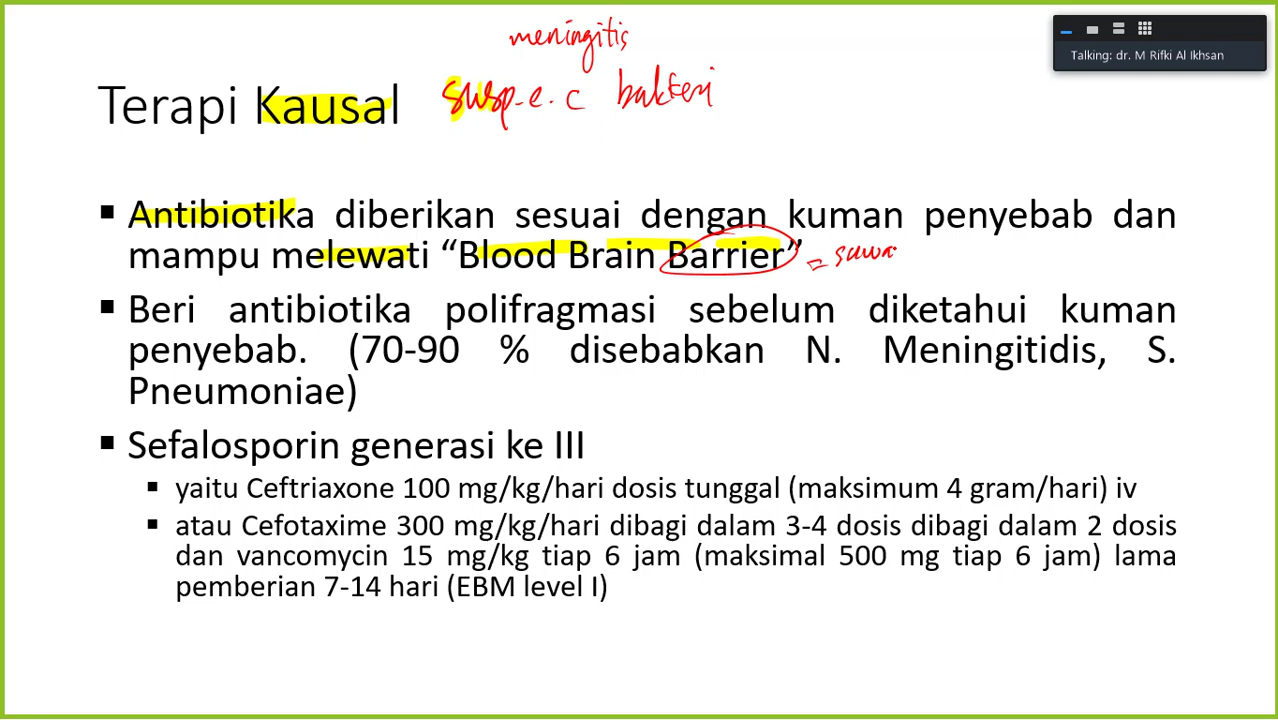 meningitis
Talking: dr. M Rifki Al Ikhsan
Terapi Kausal susp. e. c bakteri
▪ Antibiotika diberikan sesuai dengan kuman penyebab dan
mampu melewati “Blood Brain Barrier” = sawar
▪ Beri antibiotika polifragmasi sebelum diketahui kuman
penyebab. (70-90 % disebabkan N. Meningitidis, S.
Pneumoniae)
▪ Sefalosporin generasi ke III
▪ yaitu Ceftriaxone 100 mg/kg/hari dosis tunggal (maksimum 4 gram/hari) iv
▪ atau Cefotaxime 300 mg/kg/hari dibagi dalam 3-4 dosis dibagi dalam 2 dosis
dan vancomycin 15 mg/kg tiap 6 jam (maksimal 500 mg tiap 6 jam) lama
pemberian 7-14 hari (EBM level I)